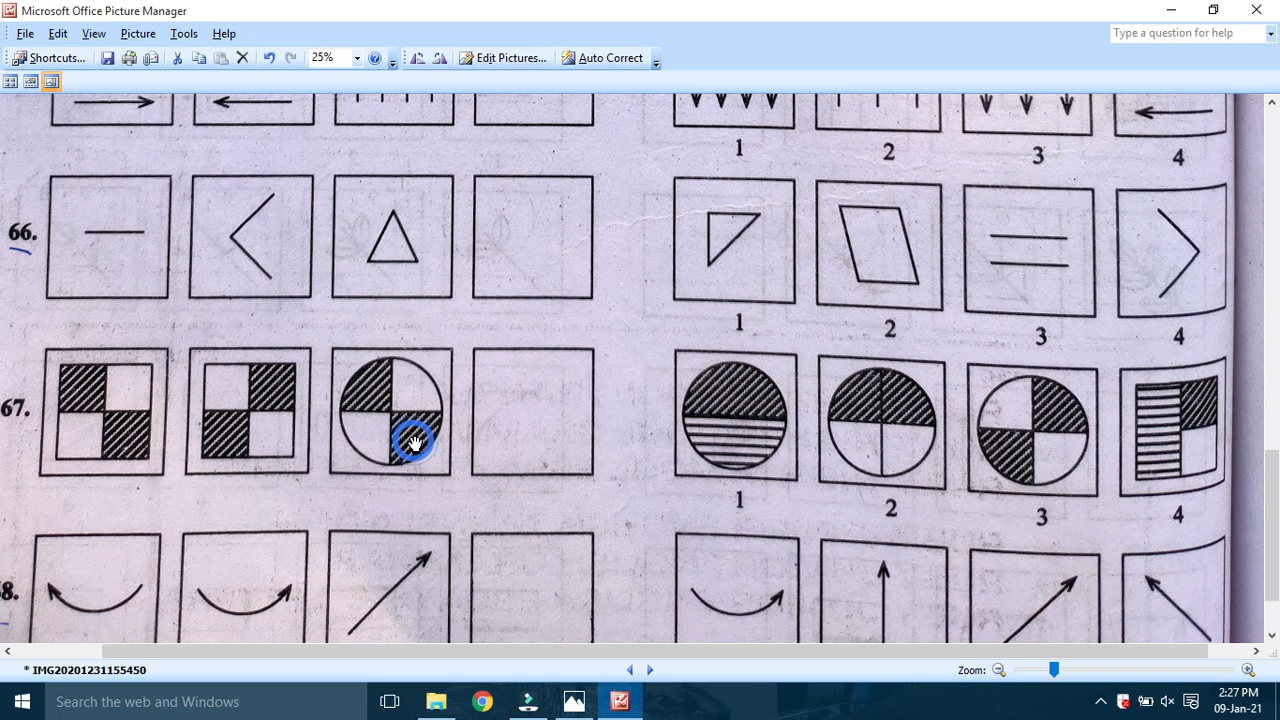 Microsoft Office Picture Manager
File Edit View Picture Tools Help
Type a question for help
Shortcuts... 25% Edit Pictures... Auto Correct
1 2 3 4
66.
1 2 3 4
67.
1 2 3 4
8.
* IMG20201231155450
Zoom:
Search the web and Windows
2:27 PM
09-Jan-21